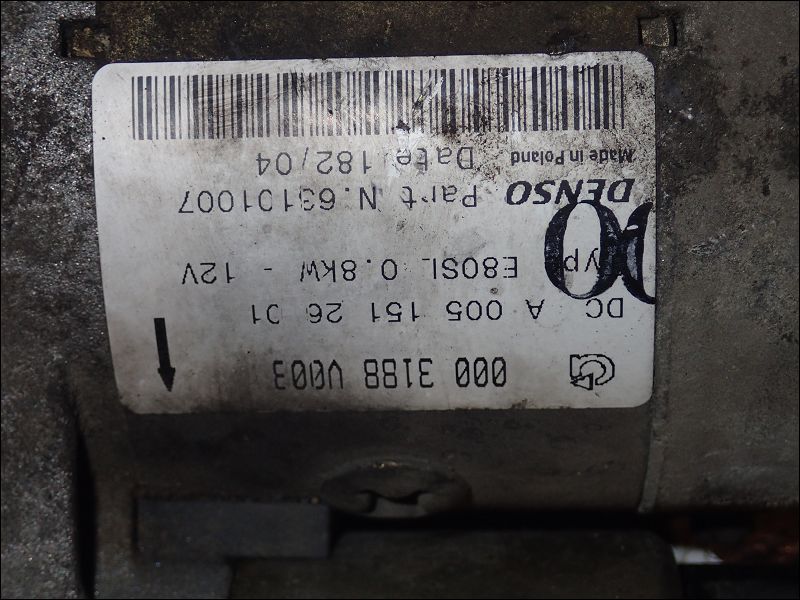 000 3188 V003
DC A 005 151 26 01
E80SL 0.8kW - 12V
DENSO Part N.63101007
Made in Poland Date 182/04